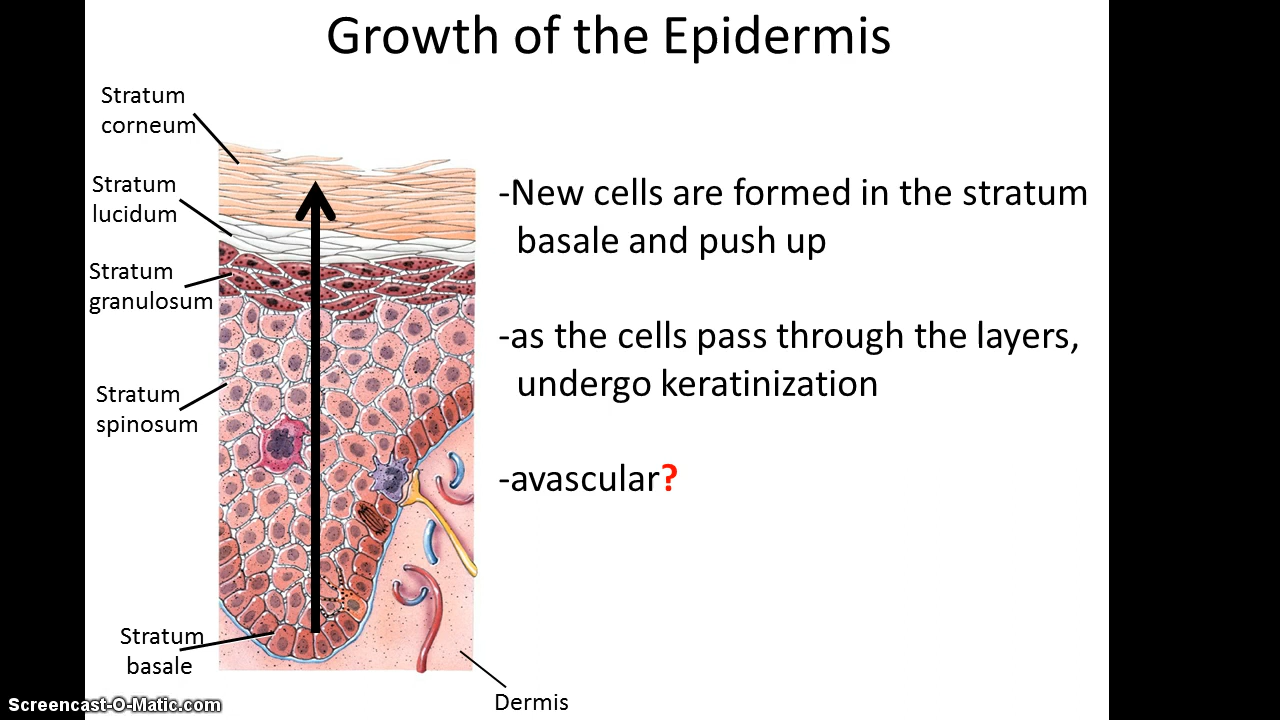 Growth of the Epidermis
Stratum
corneum
Stratum
lucidum
Stratum
granulosum
Stratum
spinosum
Stratum
basale
Dermis
-New cells are formed in the stratum
basale and push up
-as the cells pass through the layers,
undergo keratinization
-avascular?
Screencast-O-Matic.com